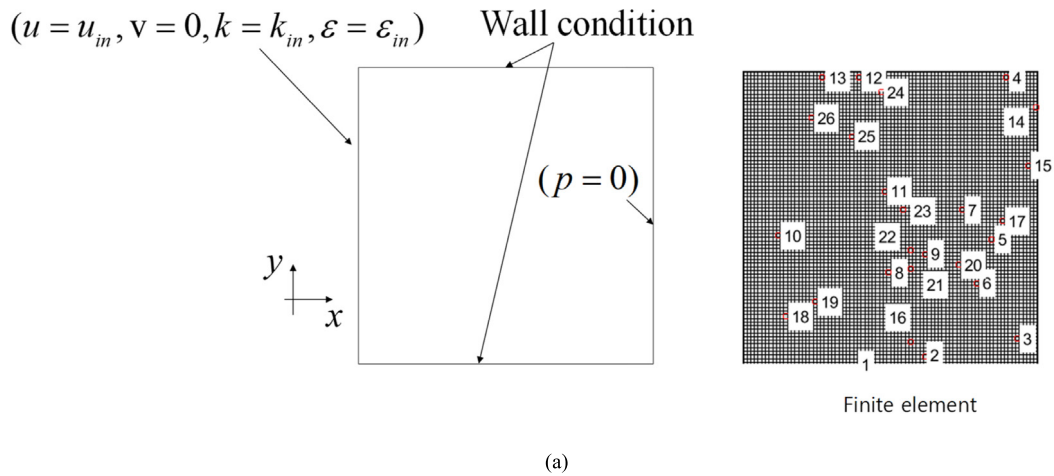 (u = u_in, v = 0, k = k_in, ε = ε_in)
Wall condition
(p = 0)
y
x
13 12 4
24
26 14
25
15
11
23 7 17
10 22 5
9 20
8 21 6
19
18 16
3
2
1
Finite element
(a)